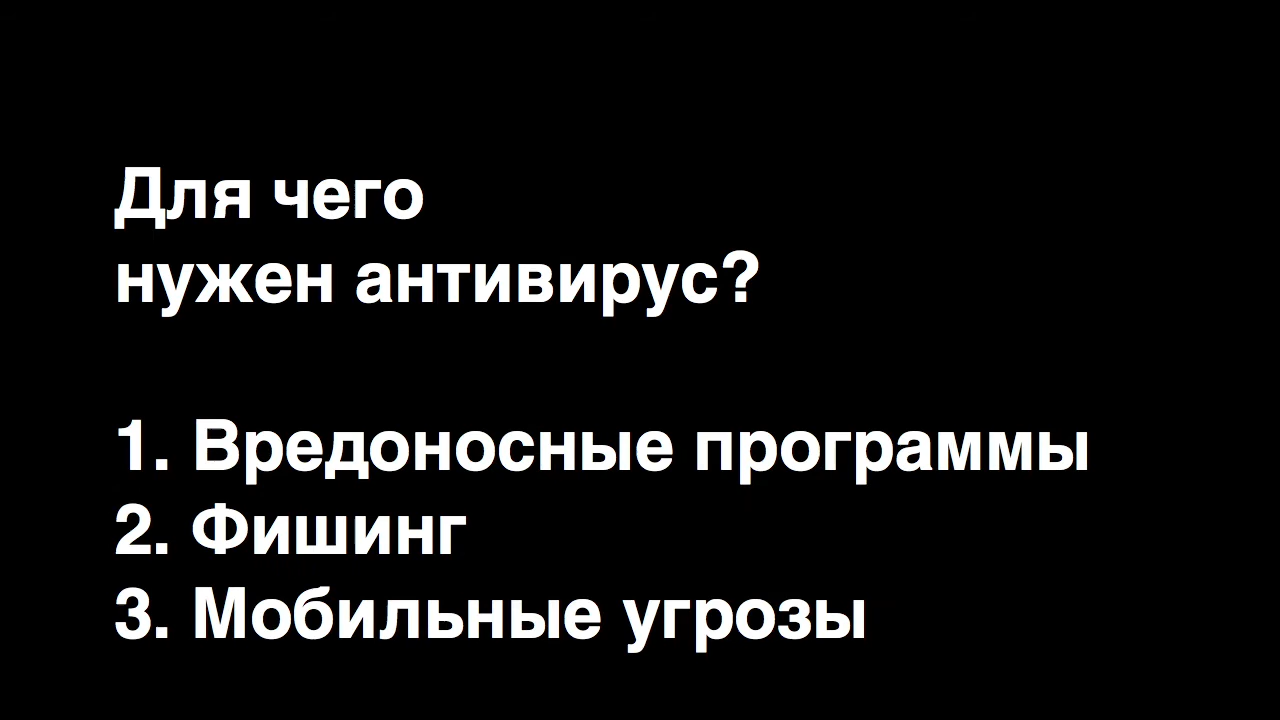 Для чего
нужен антивирус?
1. Вредоносные программы
2. Фишинг
3. Мобильные угрозы